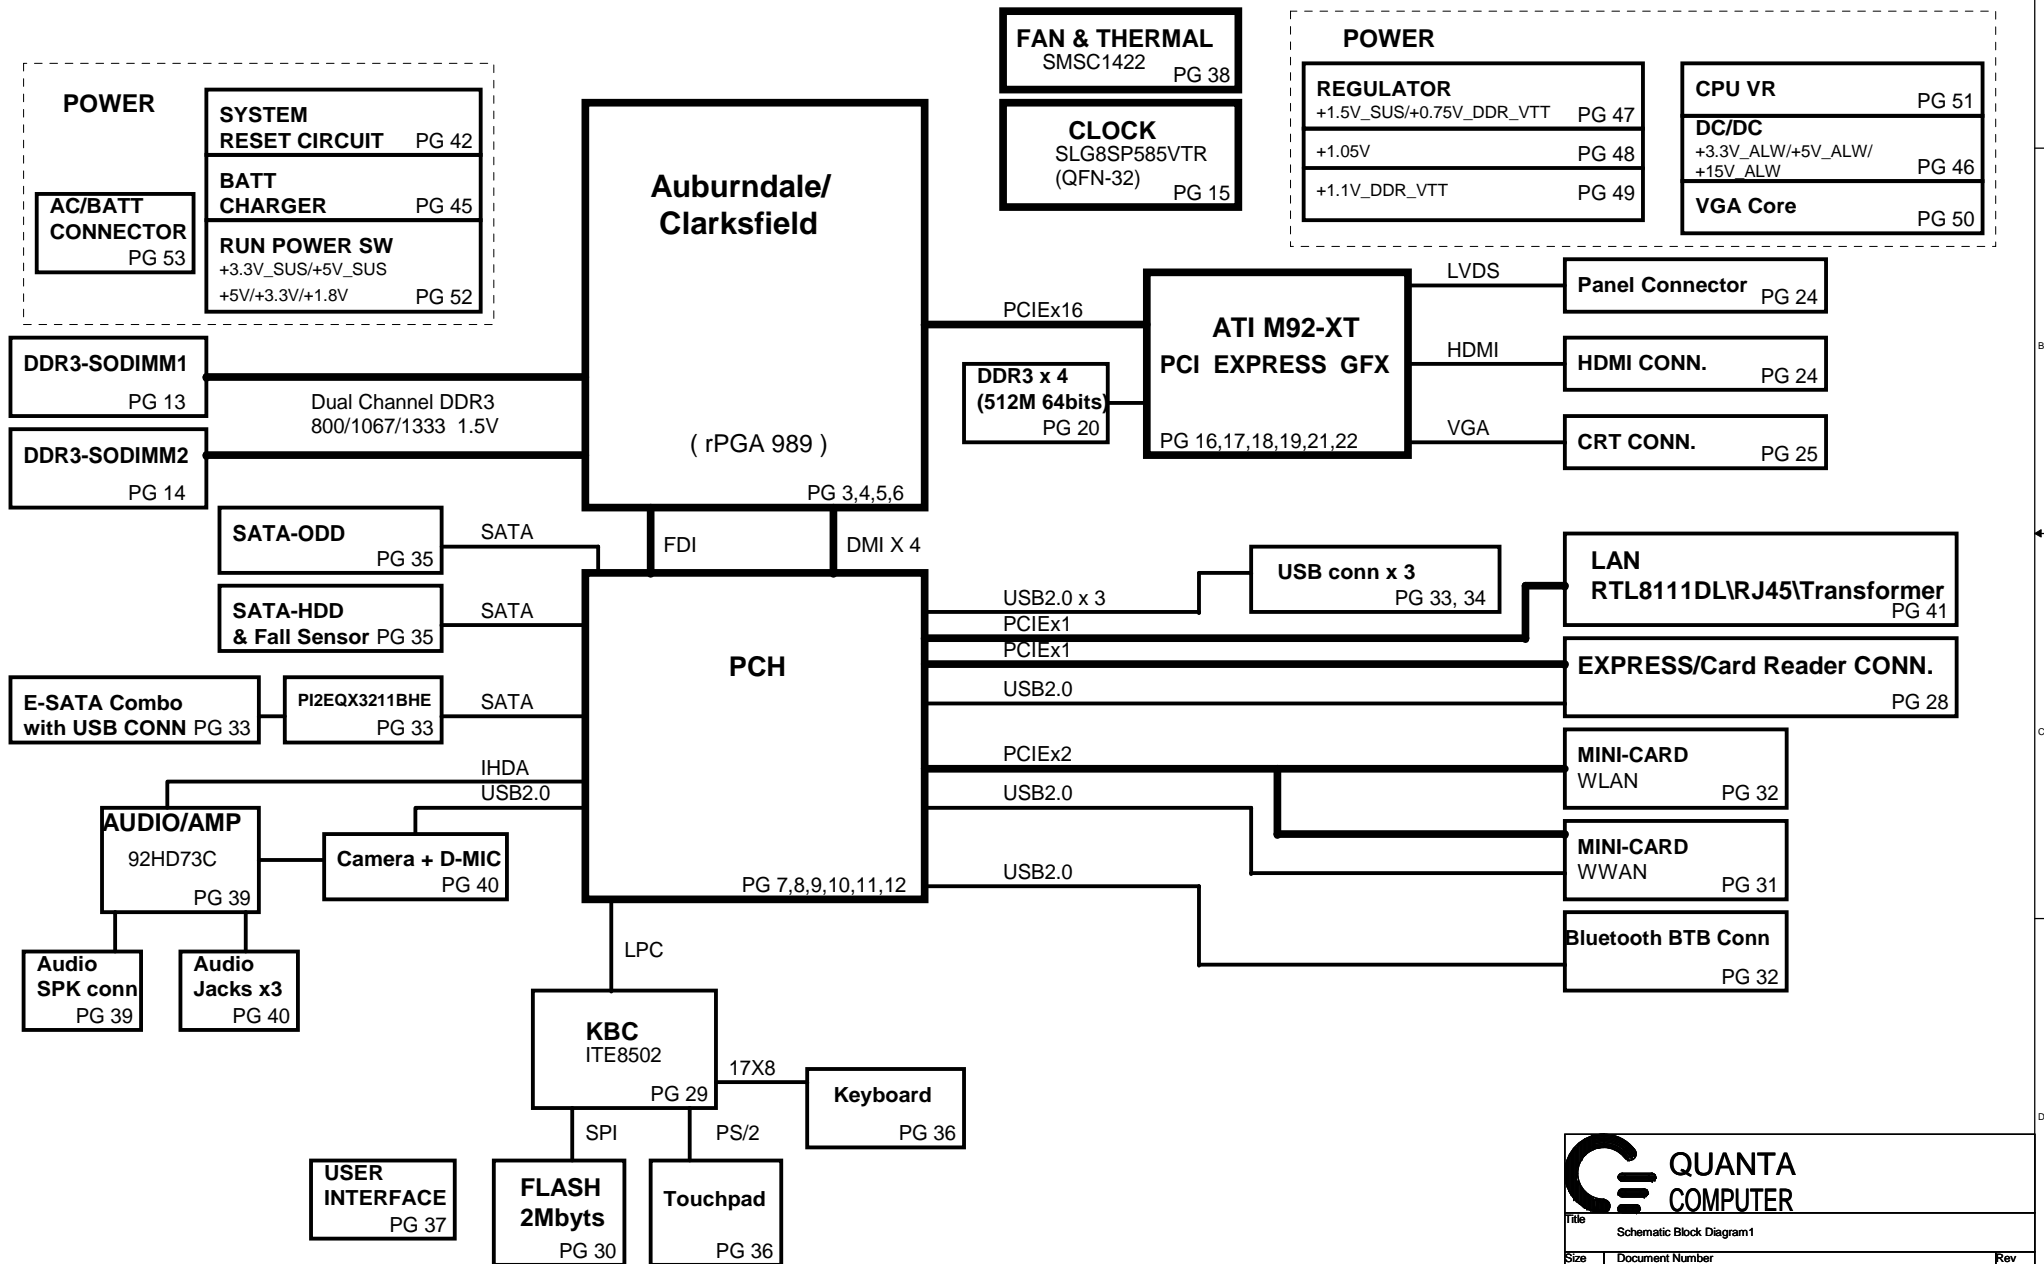 POWER
SYSTEM
RESET CIRCUIT PG 42
BATT
CHARGER PG 45
AC/BATT
CONNECTOR
PG 53
RUN POWER SW
+3.3V_SUS/+5V_SUS
+5V/+3.3V/+1.8V PG 52
FAN & THERMAL
SMSC1422
PG 38
CLOCK
SLG8SP585VTR
(QFN-32)
PG 15
POWER
REGULATOR
+1.5V_SUS/+0.75V_DDR_VTT PG 47
+1.05V PG 48
+1.1V_DDR_VTT PG 49
CPU VR
PG 51
DC/DC
+3.3V_ALW/+5V_ALW/
+15V_ALW PG 46
VGA Core
PG 50
Auburndale/
Clarksfield
( rPGA 989 )
PG 3,4,5,6
DDR3-SODIMM1
PG 13
Dual Channel DDR3
800/1067/1333 1.5V
DDR3-SODIMM2
PG 14
PCIEx16
ATI M92-XT
PCI EXPRESS GFX
PG 16,17,18,19,21,22
DDR3 x 4
(512M 64bits)
PG 20
LVDS
Panel Connector PG 24
HDMI
HDMI CONN. PG 24
VGA
CRT CONN. PG 25
SATA-ODD
PG 35
SATA
FDI
DMI X 4
SATA-HDD
& Fall Sensor PG 35
SATA
E-SATA Combo
with USB CONN PG 33
PI2EQX3211BHE
PG 33
SATA
PCH
PG 7,8,9,10,11,12
USB2.0 x 3
USB conn x 3
PG 33, 34
PCIEx1
LAN
RTL8111DL\RJ45\Transformer
PG 41
PCIEx1
USB2.0
EXPRESS/Card Reader CONN.
PG 28
PCIEx2
USB2.0
MINI-CARD
WLAN
PG 32
MINI-CARD
WWAN
PG 31
USB2.0
Bluetooth BTB Conn
PG 32
IHDA
USB2.0
AUDIO/AMP
92HD73C
PG 39
Camera + D-MIC
PG 40
Audio
SPK conn
PG 39
Audio
Jacks x3
PG 40
LPC
KBC
ITE8502
PG 29
17X8
Keyboard
PG 36
SPI
PS/2
USER
INTERFACE
PG 37
FLASH
2Mbyts
PG 30
Touchpad
PG 36
B
C
D
QUANTA
COMPUTER
Title
Schematic Block Diagram1
Size Document Number Rev